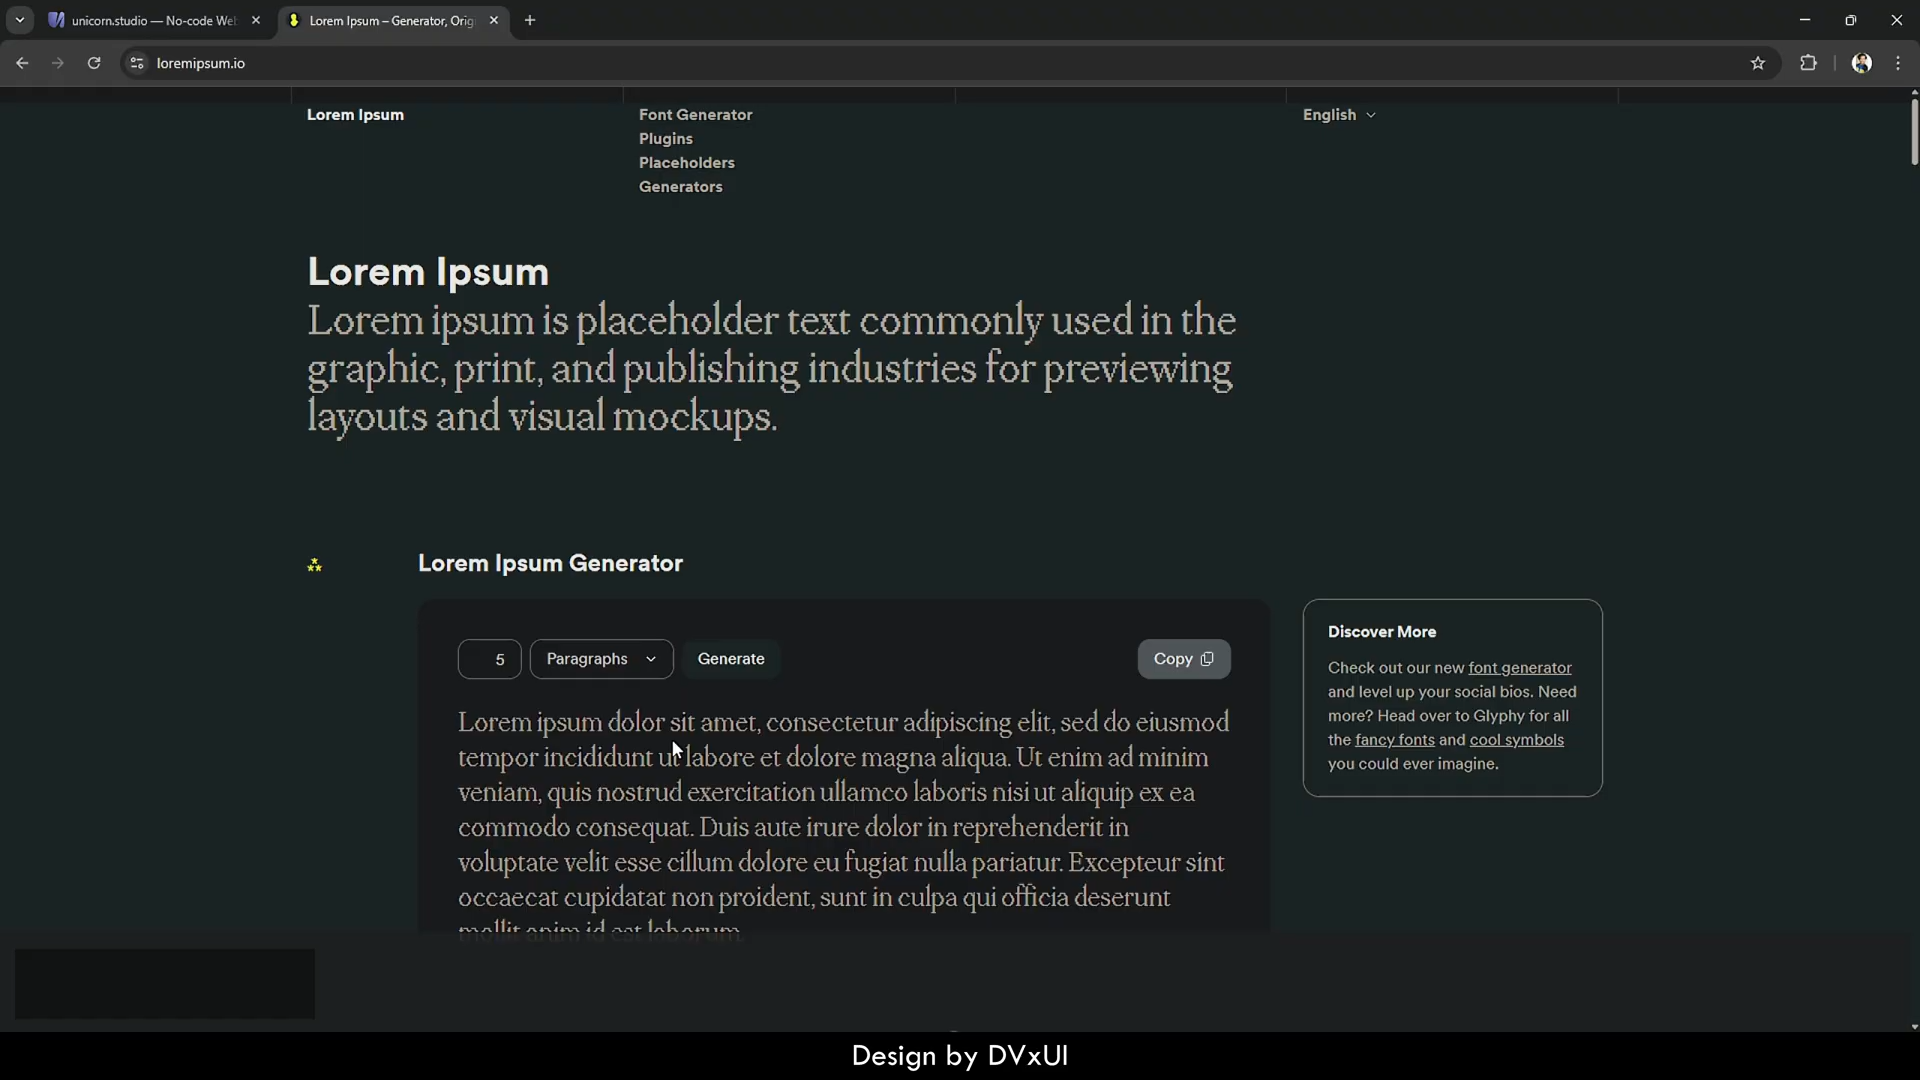 unicorn.studio — No-code We
Lorem Ipsum – Generator, Orig
loremipsum.io
Lorem Ipsum
Font Generator
Plugins
Placeholders
Generators
English
Lorem Ipsum
Lorem ipsum is placeholder text commonly used in the
graphic, print, and publishing industries for previewing
layouts and visual mockups.
Lorem Ipsum Generator
5
Paragraphs
Generate
Copy
Lorem ipsum dolor sit amet, consectetur adipiscing elit, sed do eiusmod
tempor incididunt ut labore et dolore magna aliqua. Ut enim ad minim
veniam, quis nostrud exercitation ullamco laboris nisi ut aliquip ex ea
commodo consequat. Duis aute irure dolor in reprehenderit in
voluptate velit esse cillum dolore eu fugiat nulla pariatur. Excepteur sint
occaecat cupidatat non proident, sunt in culpa qui officia deserunt
mollit anim id est laborum.
Discover More
Check out our new font generator
and level up your social bios. Need
more? Head over to Glyphy for all
the fancy fonts and cool symbols
you could ever imagine.
Design by DVxUI